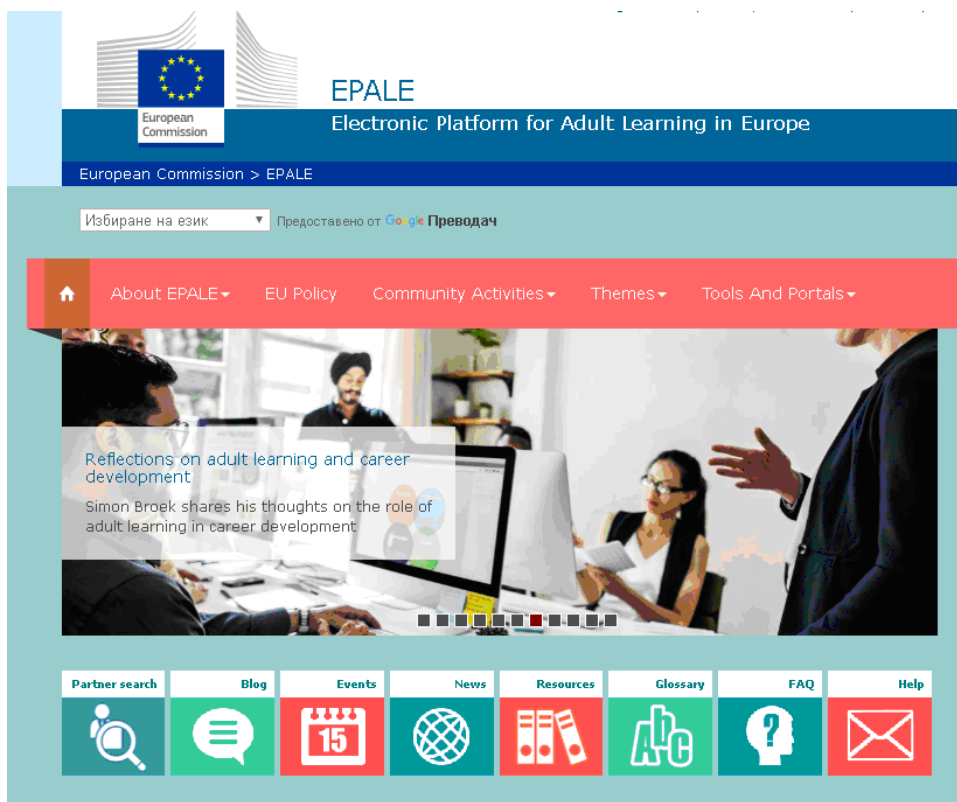 EPALE
Electronic Platform for Adult Learning in Europe
European
Commission
European Commission > EPALE
Избиране на език ▼ Предоставено от Google Преводач
About EPALE EU Policy Community Activities Themes Tools And Portals
Reflections on adult learning and career
development
Simon Broek shares his thoughts on the role of
adult learning in career development
Partner search Blog Events News Resources Glossary FAQ Help
15 AbC ?